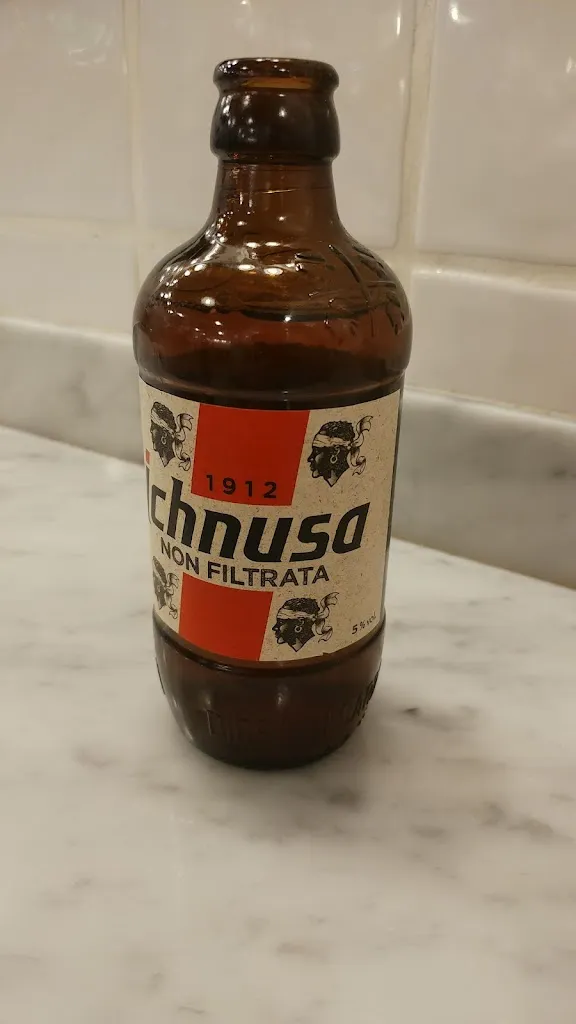 1912
ichnusa
NON FILTRATA
5% VOL